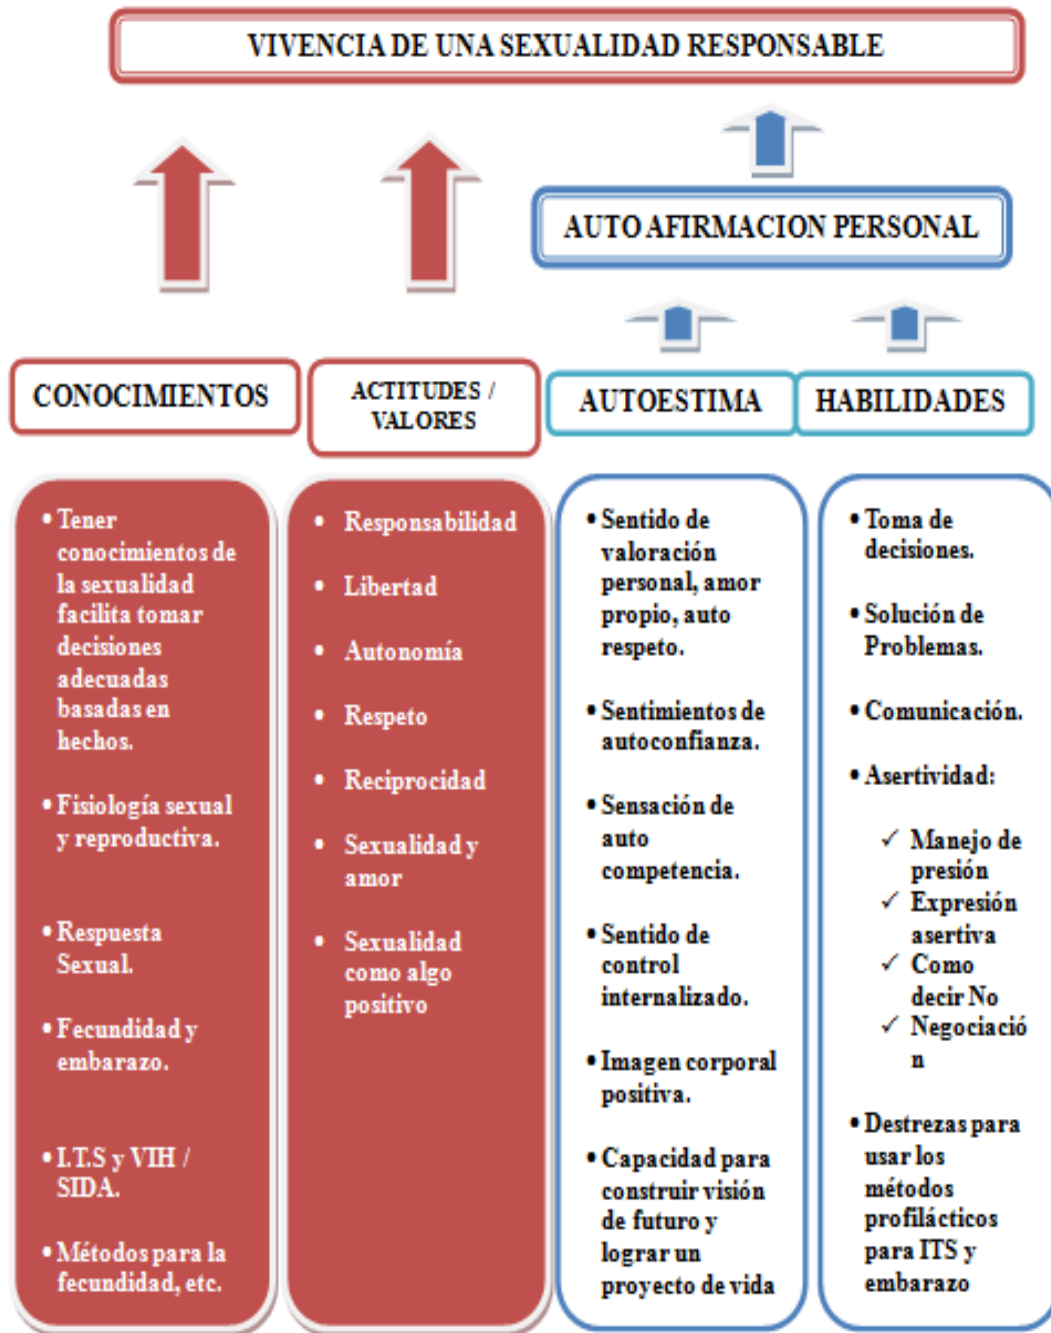 VIVENCIA DE UNA SEXUALIDAD RESPONSABLE
AUTO AFIRMACION PERSONAL
CONOCIMIENTOS
ACTITUDES /
VALORES
AUTOESTIMA
HABILIDADES
• Tener
conocimientos de
la sexualidad
facilita tomar
decisiones
adecuadas
basadas en
hechos.
• Fisiología sexual
y reproductiva.
• Respuesta
Sexual.
• Fecundidad y
embarazo.
• I.T.S y VIH /
SIDA.
• Métodos para la
fecundidad, etc.
• Responsabilidad
• Libertad
• Autonomía
• Respeto
• Reciprocidad
• Sexualidad y
amor
• Sexualidad
como algo
positivo
• Sentido de
valoración
personal, amor
propio, auto
respeto.
• Sentimientos de
autoconfianza.
• Sensación de
auto
competencia.
• Sentido de
control
internalizado.
• Imagen corporal
positiva.
• Capacidad para
construir visión
de futuro y
lograr un
proyecto de vida
• Toma de
decisiones.
• Solución de
Problemas.
• Comunicación.
• Asertividad:
✓ Manejo de
presión
✓ Expresión
asertiva
✓ Como
decir No
✓ Negociació
n
• Destrezas para
usar los
métodos
profilácticos
para ITS y
embarazo